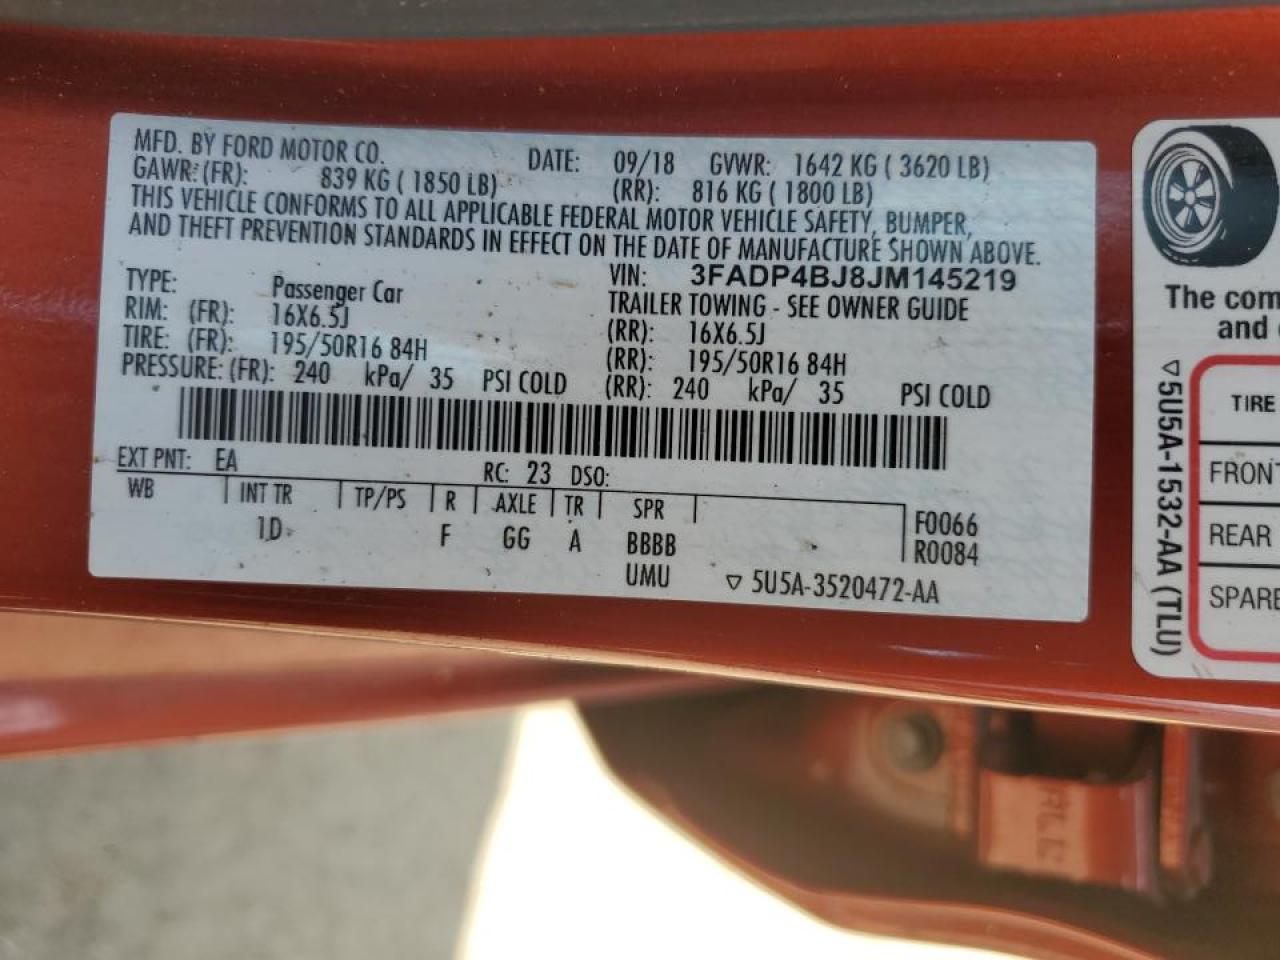 MFD. BY FORD MOTOR CO. DATE: 09/18 GVWR: 1642 KG ( 3620 LB)
GAWR: (FR): 839 KG ( 1850 LB) (RR): 816 KG ( 1800 LB)
THIS VEHICLE CONFORMS TO ALL APPLICABLE FEDERAL MOTOR VEHICLE SAFETY, BUMPER,
AND THEFT PREVENTION STANDARDS IN EFFECT ON THE DATE OF MANUFACTURE SHOWN ABOVE.
VIN: 3FADP4BJ8JM145219
TYPE: Passenger Car TRAILER TOWING - SEE OWNER GUIDE
RIM: (FR): 16X6.5J (RR): 16X6.5J
TIRE: (FR): 195/50R16 84H (RR): 195/50R16 84H
PRESSURE: (FR): 240 kPa/ 35 PSI COLD (RR): 240 kPa/ 35 PSI COLD
EXT PNT: EA RC: 23 DSO:
WB INT TR TP/PS R AXLE TR SPR F0066
1D F GG A BBBB R0084
UMU ▽ 5U5A-3520472-AA
The com
and
▽5U5A-1532-AA (TLU)
TIRE
FRONT
REAR
SPARE